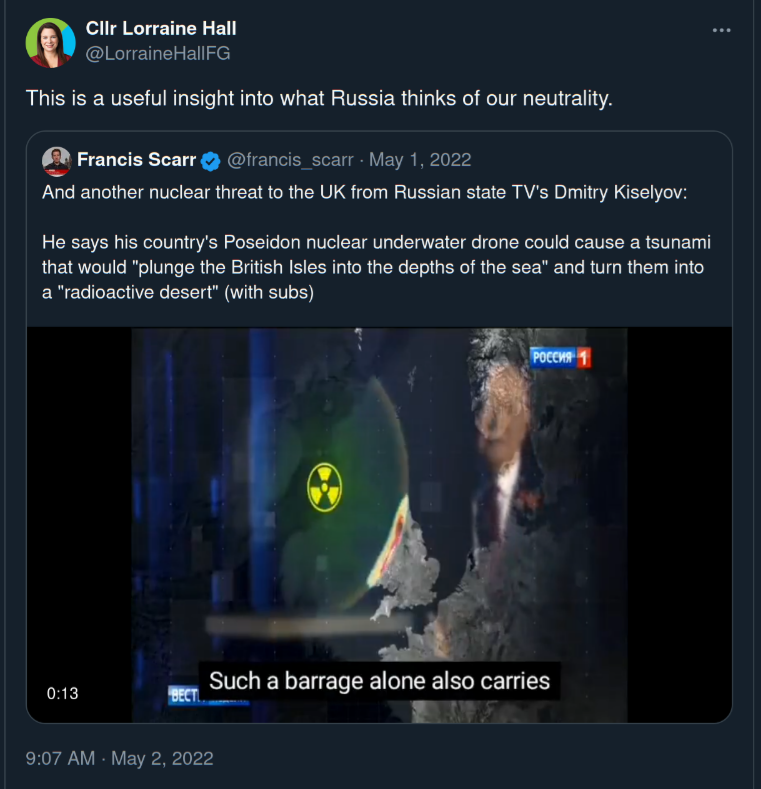 Cllr Lorraine Hall
@LorraineHallFG
This is a useful insight into what Russia thinks of our neutrality.
Francis Scarr @francis_scarr · May 1, 2022
And another nuclear threat to the UK from Russian state TV's Dmitry Kiselyov:
He says his country's Poseidon nuclear underwater drone could cause a tsunami
that would "plunge the British Isles into the depths of the sea" and turn them into
a "radioactive desert" (with subs)
РОССИЯ 1
Such a barrage alone also carries
0:13
ВЕСТ
9:07 AM · May 2, 2022